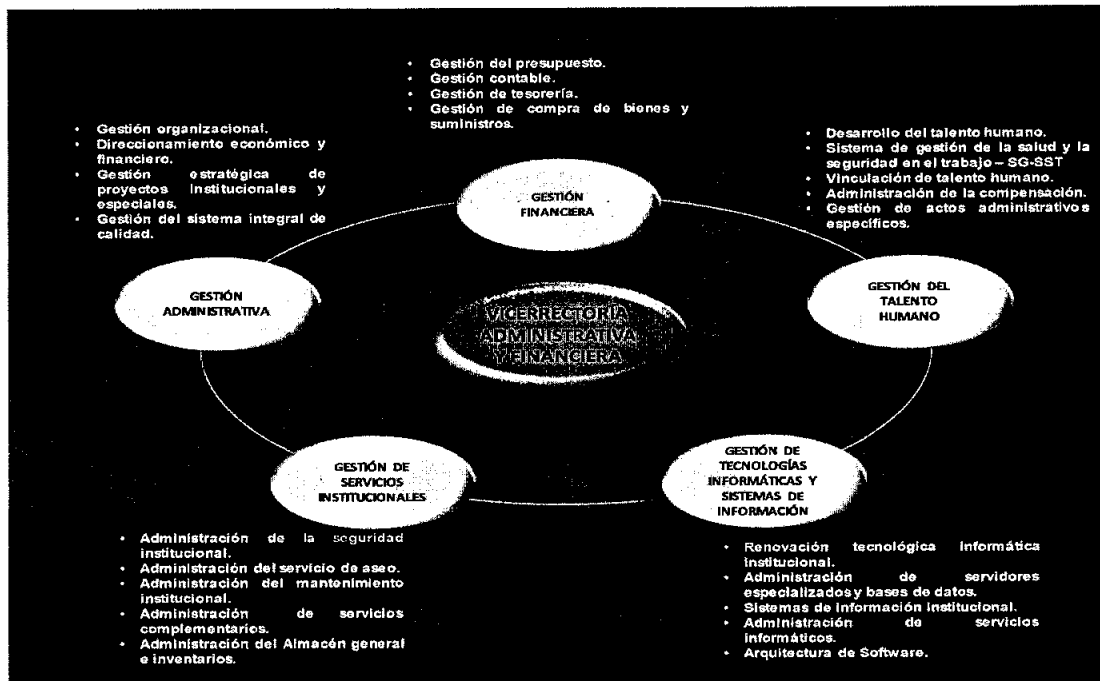 • Gestión del presupuesto.
• Gestión contable.
• Gestión de tesorería.
• Gestión de compra de bienes y
suministros.
• Gestión organizacional.
• Direccionamiento económico y
financiero.
• Gestión estratégica de
proyectos Institucionales y
especiales.
• Gestión del sistema integral de
calidad.
• Desarrollo del talento humano.
• Sistema de gestión de la salud y la
seguridad en el trabajo – SG-SST
• Vinculación de talento humano.
• Administración de la compensación.
• Gestión de actos administrativos
específicos.
GESTIÓN
FINANCIERA
GESTIÓN
ADMINISTRATIVA
GESTIÓN DEL
TALENTO
HUMANO
VICERRECTORIA
ADMINISTRATIVA
Y FINANCIERA
GESTIÓN DE
SERVICIOS
INSTITUCIONALES
GESTIÓN DE
TECNOLOGÍAS
INFORMÁTICAS Y
SISTEMAS DE
INFORMACIÓN
• Administración de la seguridad
institucional.
• Administración del servicio de aseo.
• Administración del mantenimiento
institucional.
• Administración de servicios
complementarios.
• Administración del Almacén general
e inventarios.
• Renovación tecnológica informática
institucional.
• Administración de servidores
especializados y bases de datos.
• Sistemas de información institucional.
• Administración de servicios
informáticos.
• Arquitectura de Software.